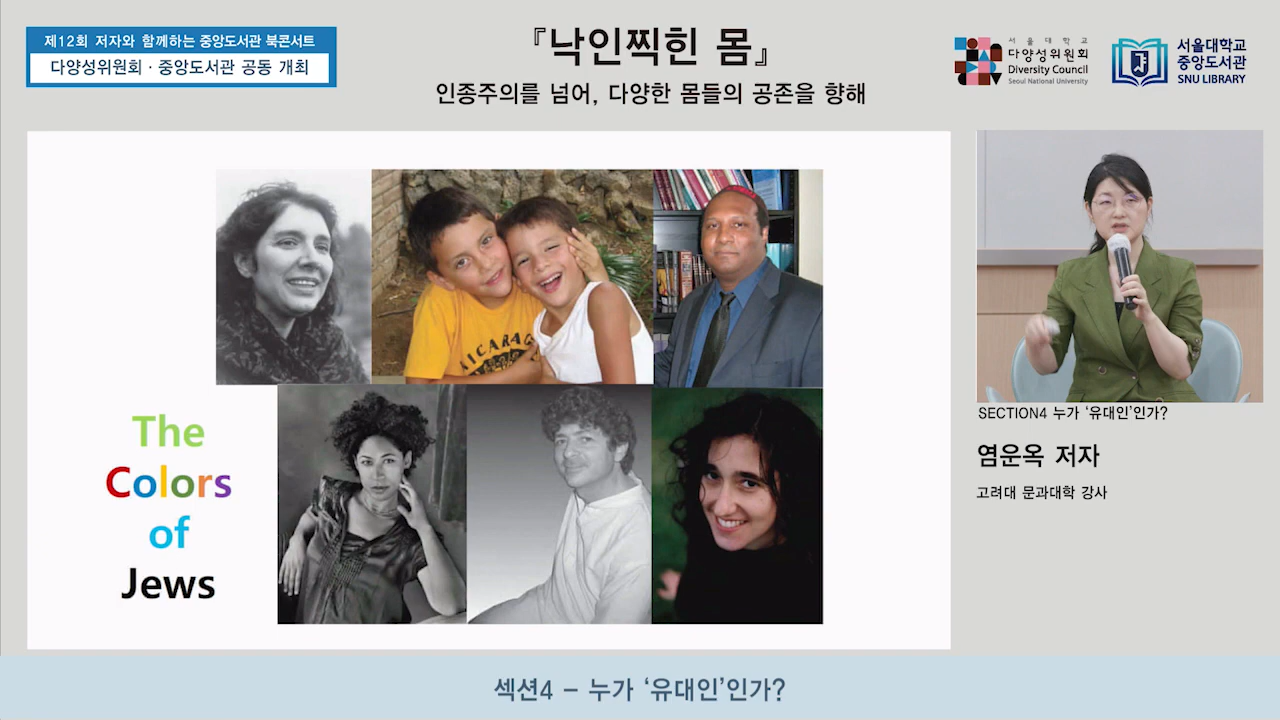 제12회 저자와 함께하는 중앙도서관 북콘서트
다양성위원회 · 중앙도서관 공동 개최
『낙인찍힌 몸』
인종주의를 넘어, 다양한 몸들의 공존을 향해
서울대학교
다양성위원회
Diversity Council
Seoul National University
서울대학교
중앙도서관
SNU LIBRARY
NICARAG
The
Colors
of
Jews
SECTION4 누가 ‘유대인’인가?
염운옥 저자
고려대 문과대학 강사
섹션4 – 누가 ‘유대인’인가?